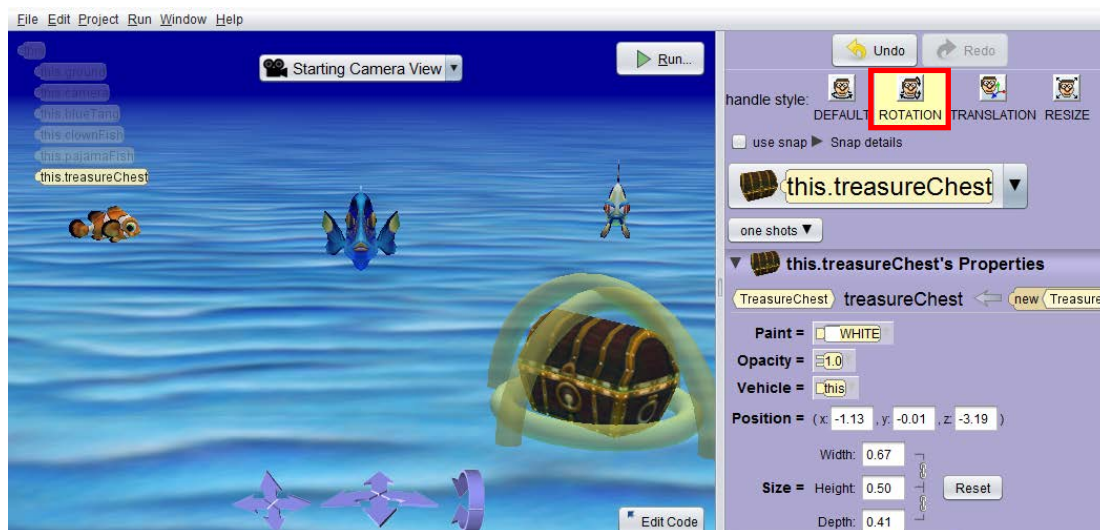 File Edit Project Run Window Help
this
this.ground
this.camera
this.blueTang
this.clownFish
this.pajamaFish
this.treasureChest
Starting Camera View
Run...
Edit Code
Undo Redo
handle style:
DEFAULT ROTATION TRANSLATION RESIZE
use snap Snap details
this.treasureChest
one shots
this.treasureChest's Properties
TreasureChest treasureChest new Treasure
Paint = WHITE
Opacity = 1.0
Vehicle = this
Position = ( x: -1.13 , y: -0.01 , z: -3.19 )
Width: 0.67
Size = Height: 0.50 Reset
Depth: 0.41